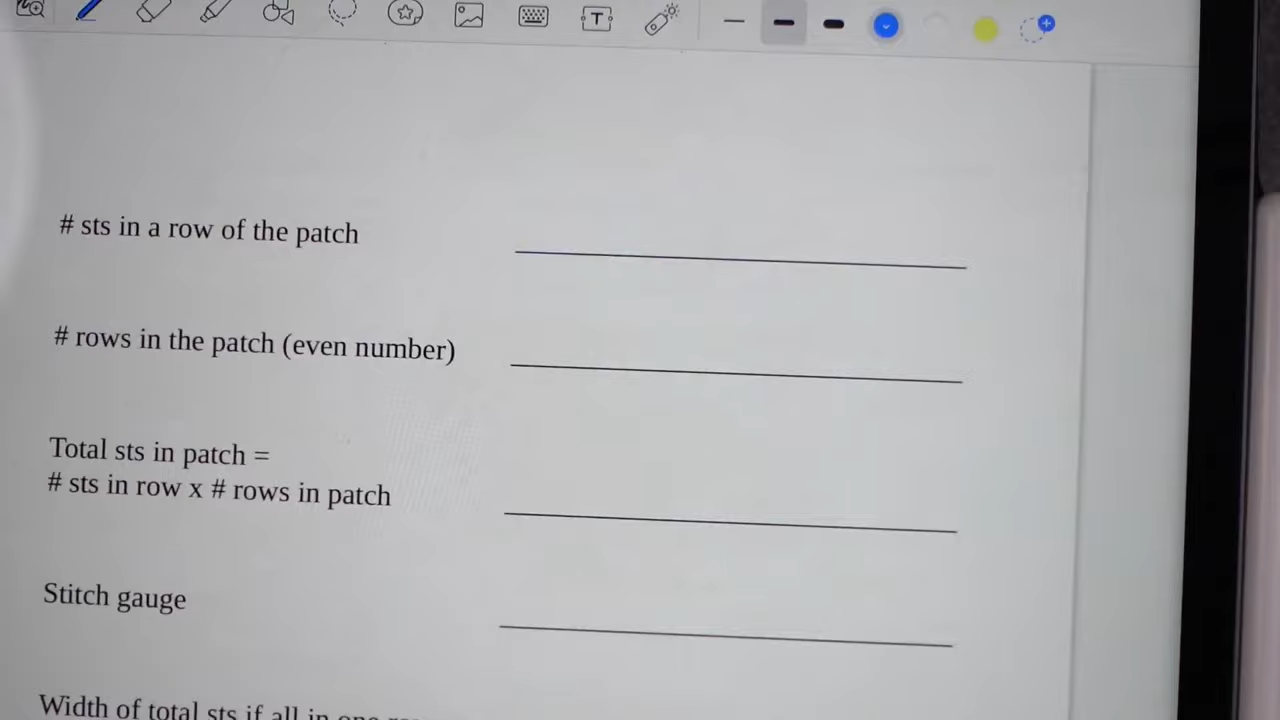 # sts in a row of the patch
# rows in the patch (even number)
Total sts in patch =
# sts in row x # rows in patch
Stitch gauge
Width of total sts if all in one